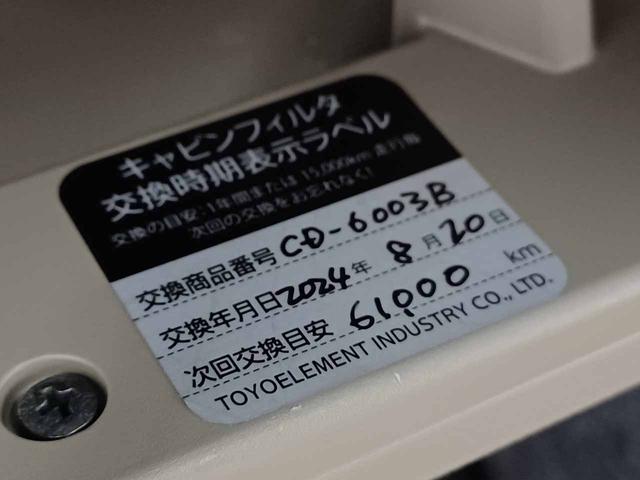 キャビンフィルタ
交換時期表示ラベル
交換の目安:1年間または15,000km走行毎
次回の交換をお忘れなく!
交換商品番号 CD-6003B
交換年月日 2024年 8月20日
次回交換目安 61,000 km
TOYOELEMENT INDUSTRY CO., LTD.